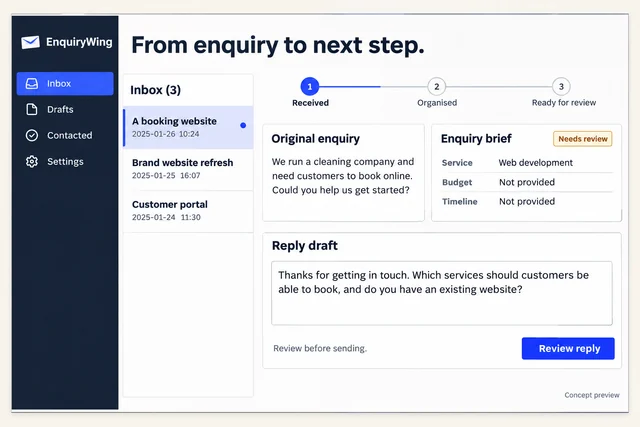 EnquiryWing
Inbox
Drafts
Contacted
Settings
From enquiry to next step.
Inbox (3)
A booking website
2025-01-26 10:24
Brand website refresh
2025-01-25 16:07
Customer portal
2025-01-24 11:30
1
2
3
Received
Organised
Ready for review
Original enquiry
We run a cleaning company and
need customers to book online.
Could you help us get started?
Enquiry brief
Needs review
Service Web development
Budget Not provided
Timeline Not provided
Reply draft
Thanks for getting in touch. Which services should customers be
able to book, and do you have an existing website?
Review before sending.
Review reply
Concept preview